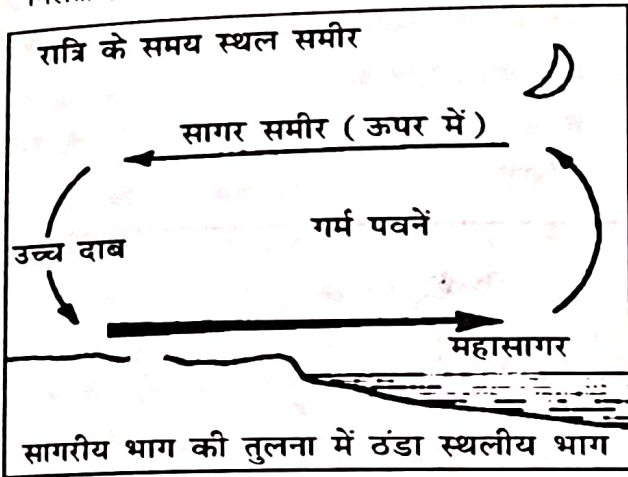 रात्रि के समय स्थल समीर
सागर समीर ( ऊपर में )
गर्म पवनें
उच्च दाब
महासागर
सागरीय भाग की तुलना में ठंडा स्थलीय भाग